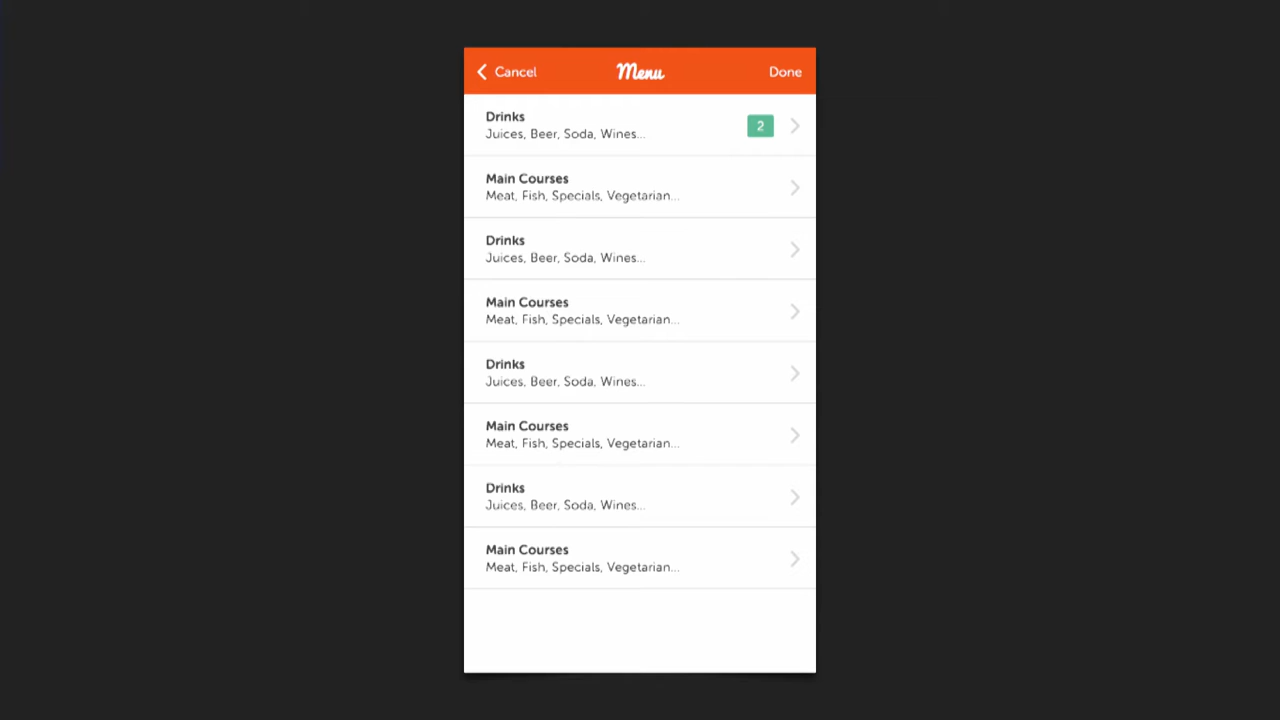 Cancel
Menu
Done
Drinks
Juices, Beer, Soda, Wines...
2
Main Courses
Meat, Fish, Specials, Vegetarian...
Drinks
Juices, Beer, Soda, Wines...
Main Courses
Meat, Fish, Specials, Vegetarian...
Drinks
Juices, Beer, Soda, Wines...
Main Courses
Meat, Fish, Specials, Vegetarian...
Drinks
Juices, Beer, Soda, Wines...
Main Courses
Meat, Fish, Specials, Vegetarian...